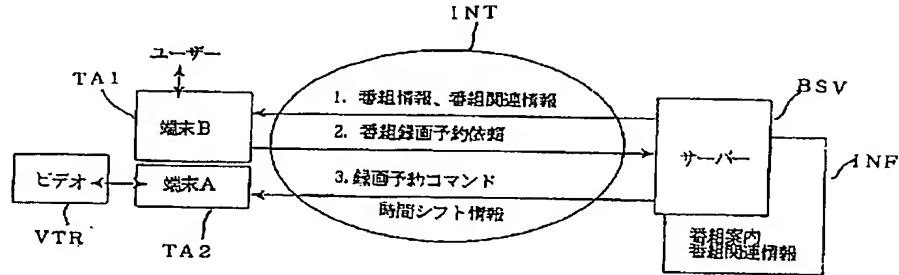 INT
ユーザー
TA1
端末B
1. 番組情報、番組関連情報
2. 番組録画予約依頼
BSV
サーバー
INF
ビデオ
端末A
3.録画予約コマンド
時間シフト情報
VTR
TA2
番組案内
番組関連情報